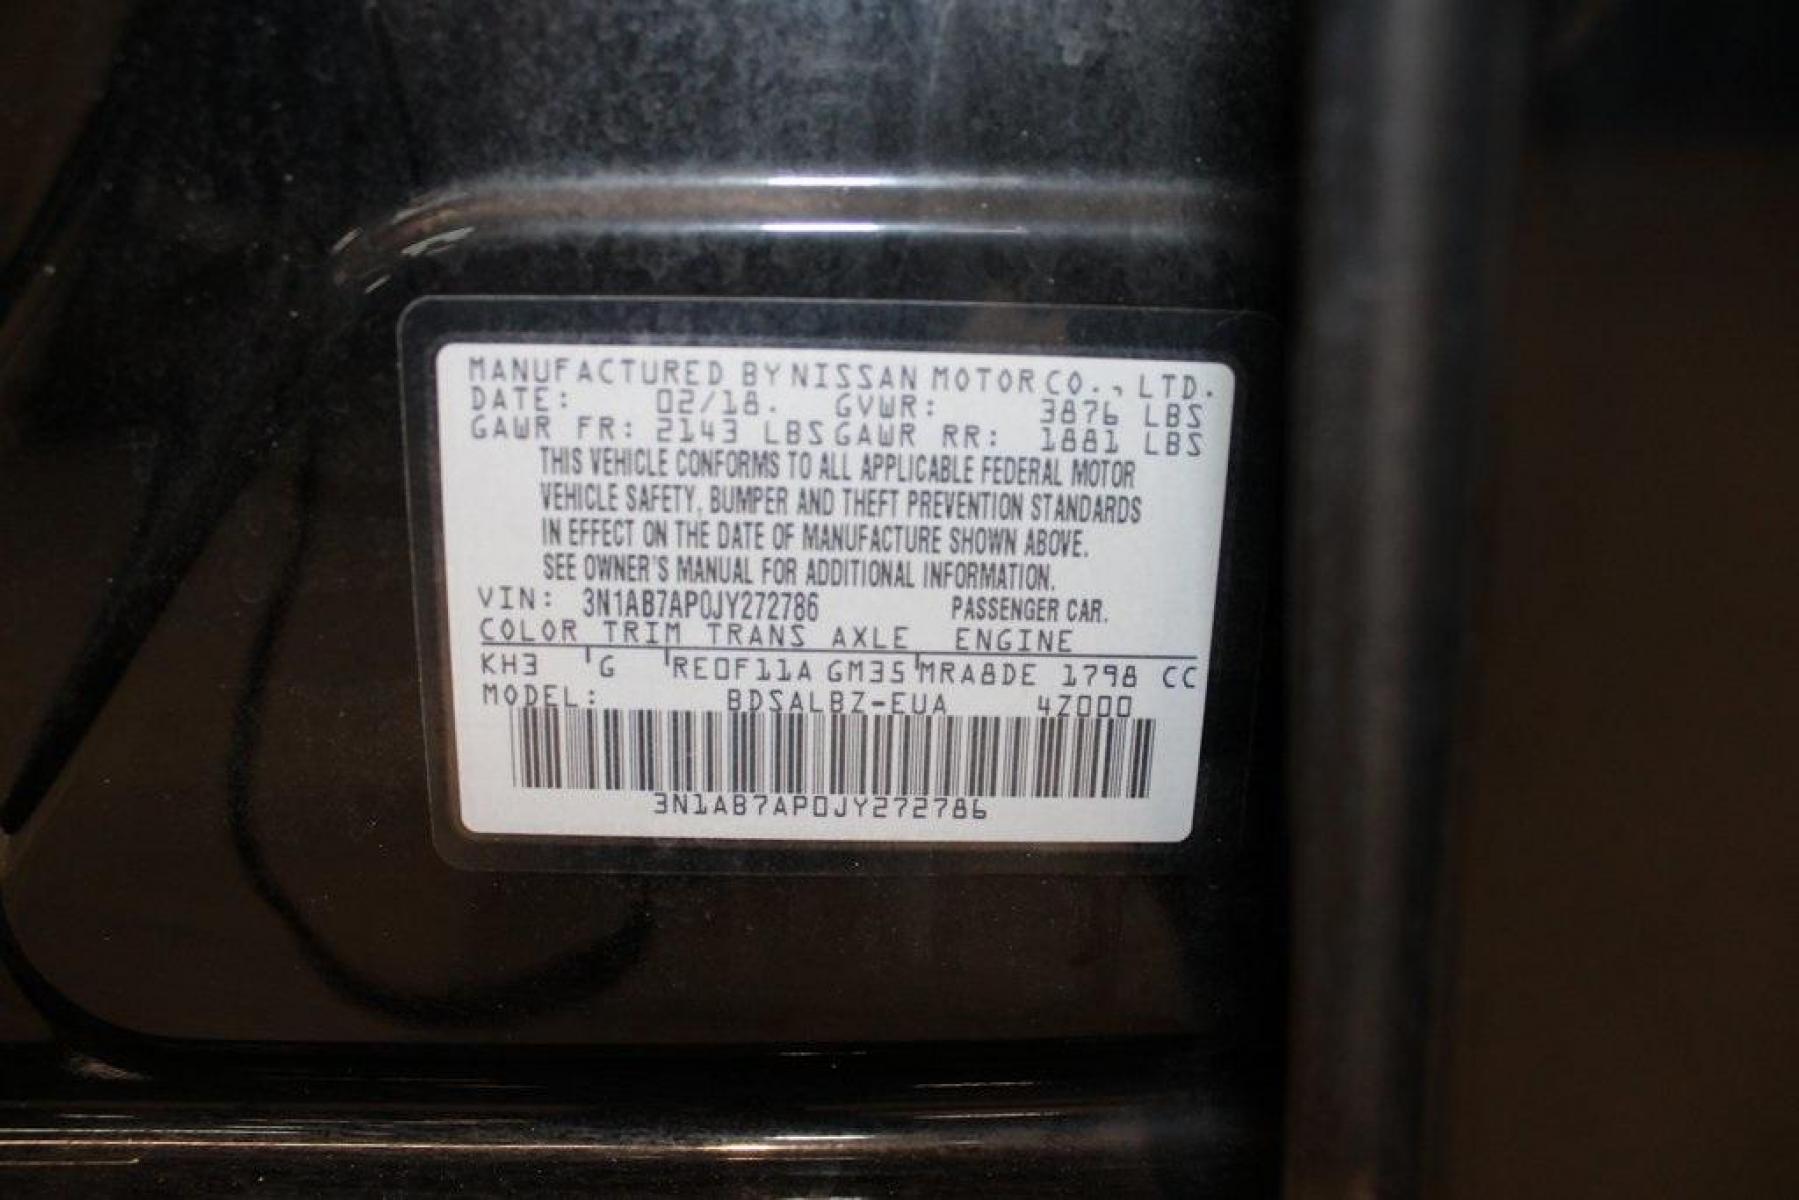 MANUFACTURED BY NISSAN MOTOR CO., LTD.
DATE: 02/18. GVWR: 3876 LBS
GAWR FR: 2143 LBS GAWR RR: 1881 LBS
THIS VEHICLE CONFORMS TO ALL APPLICABLE FEDERAL MOTOR
VEHICLE SAFETY, BUMPER AND THEFT PREVENTION STANDARDS
IN EFFECT ON THE DATE OF MANUFACTURE SHOWN ABOVE.
SEE OWNER'S MANUAL FOR ADDITIONAL INFORMATION.
VIN: 3N1AB7AP0JY272786 PASSENGER CAR.
COLOR TRIM TRANS AXLE ENGINE
KH3 G RE0F11A GM35 MRA8DE 1798 CC
MODEL: BDSALBZ-EUA 4Z000
3N1AB7AP0JY272786